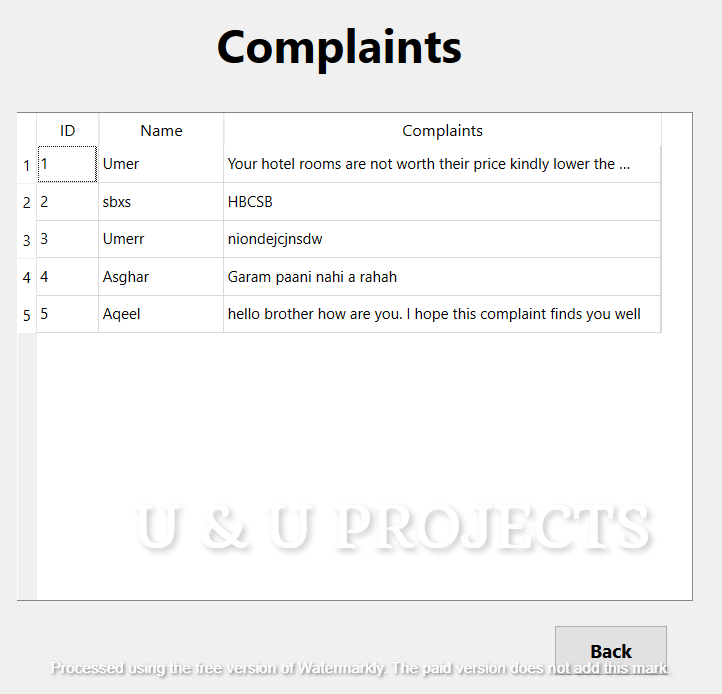 Complaints
ID Name Complaints
1 1 Umer Your hotel rooms are not worth their price kindly lower the ...
2 2 sbxs HBCSB
3 3 Umerr niondejcjnsdw
4 4 Asghar Garam paani nahi a rahah
5 5 Aqeel hello brother how are you. I hope this complaint finds you well
U & U PROJECTS
Back
Processed using the free version of Watermarkly. The paid version does not add this mark.